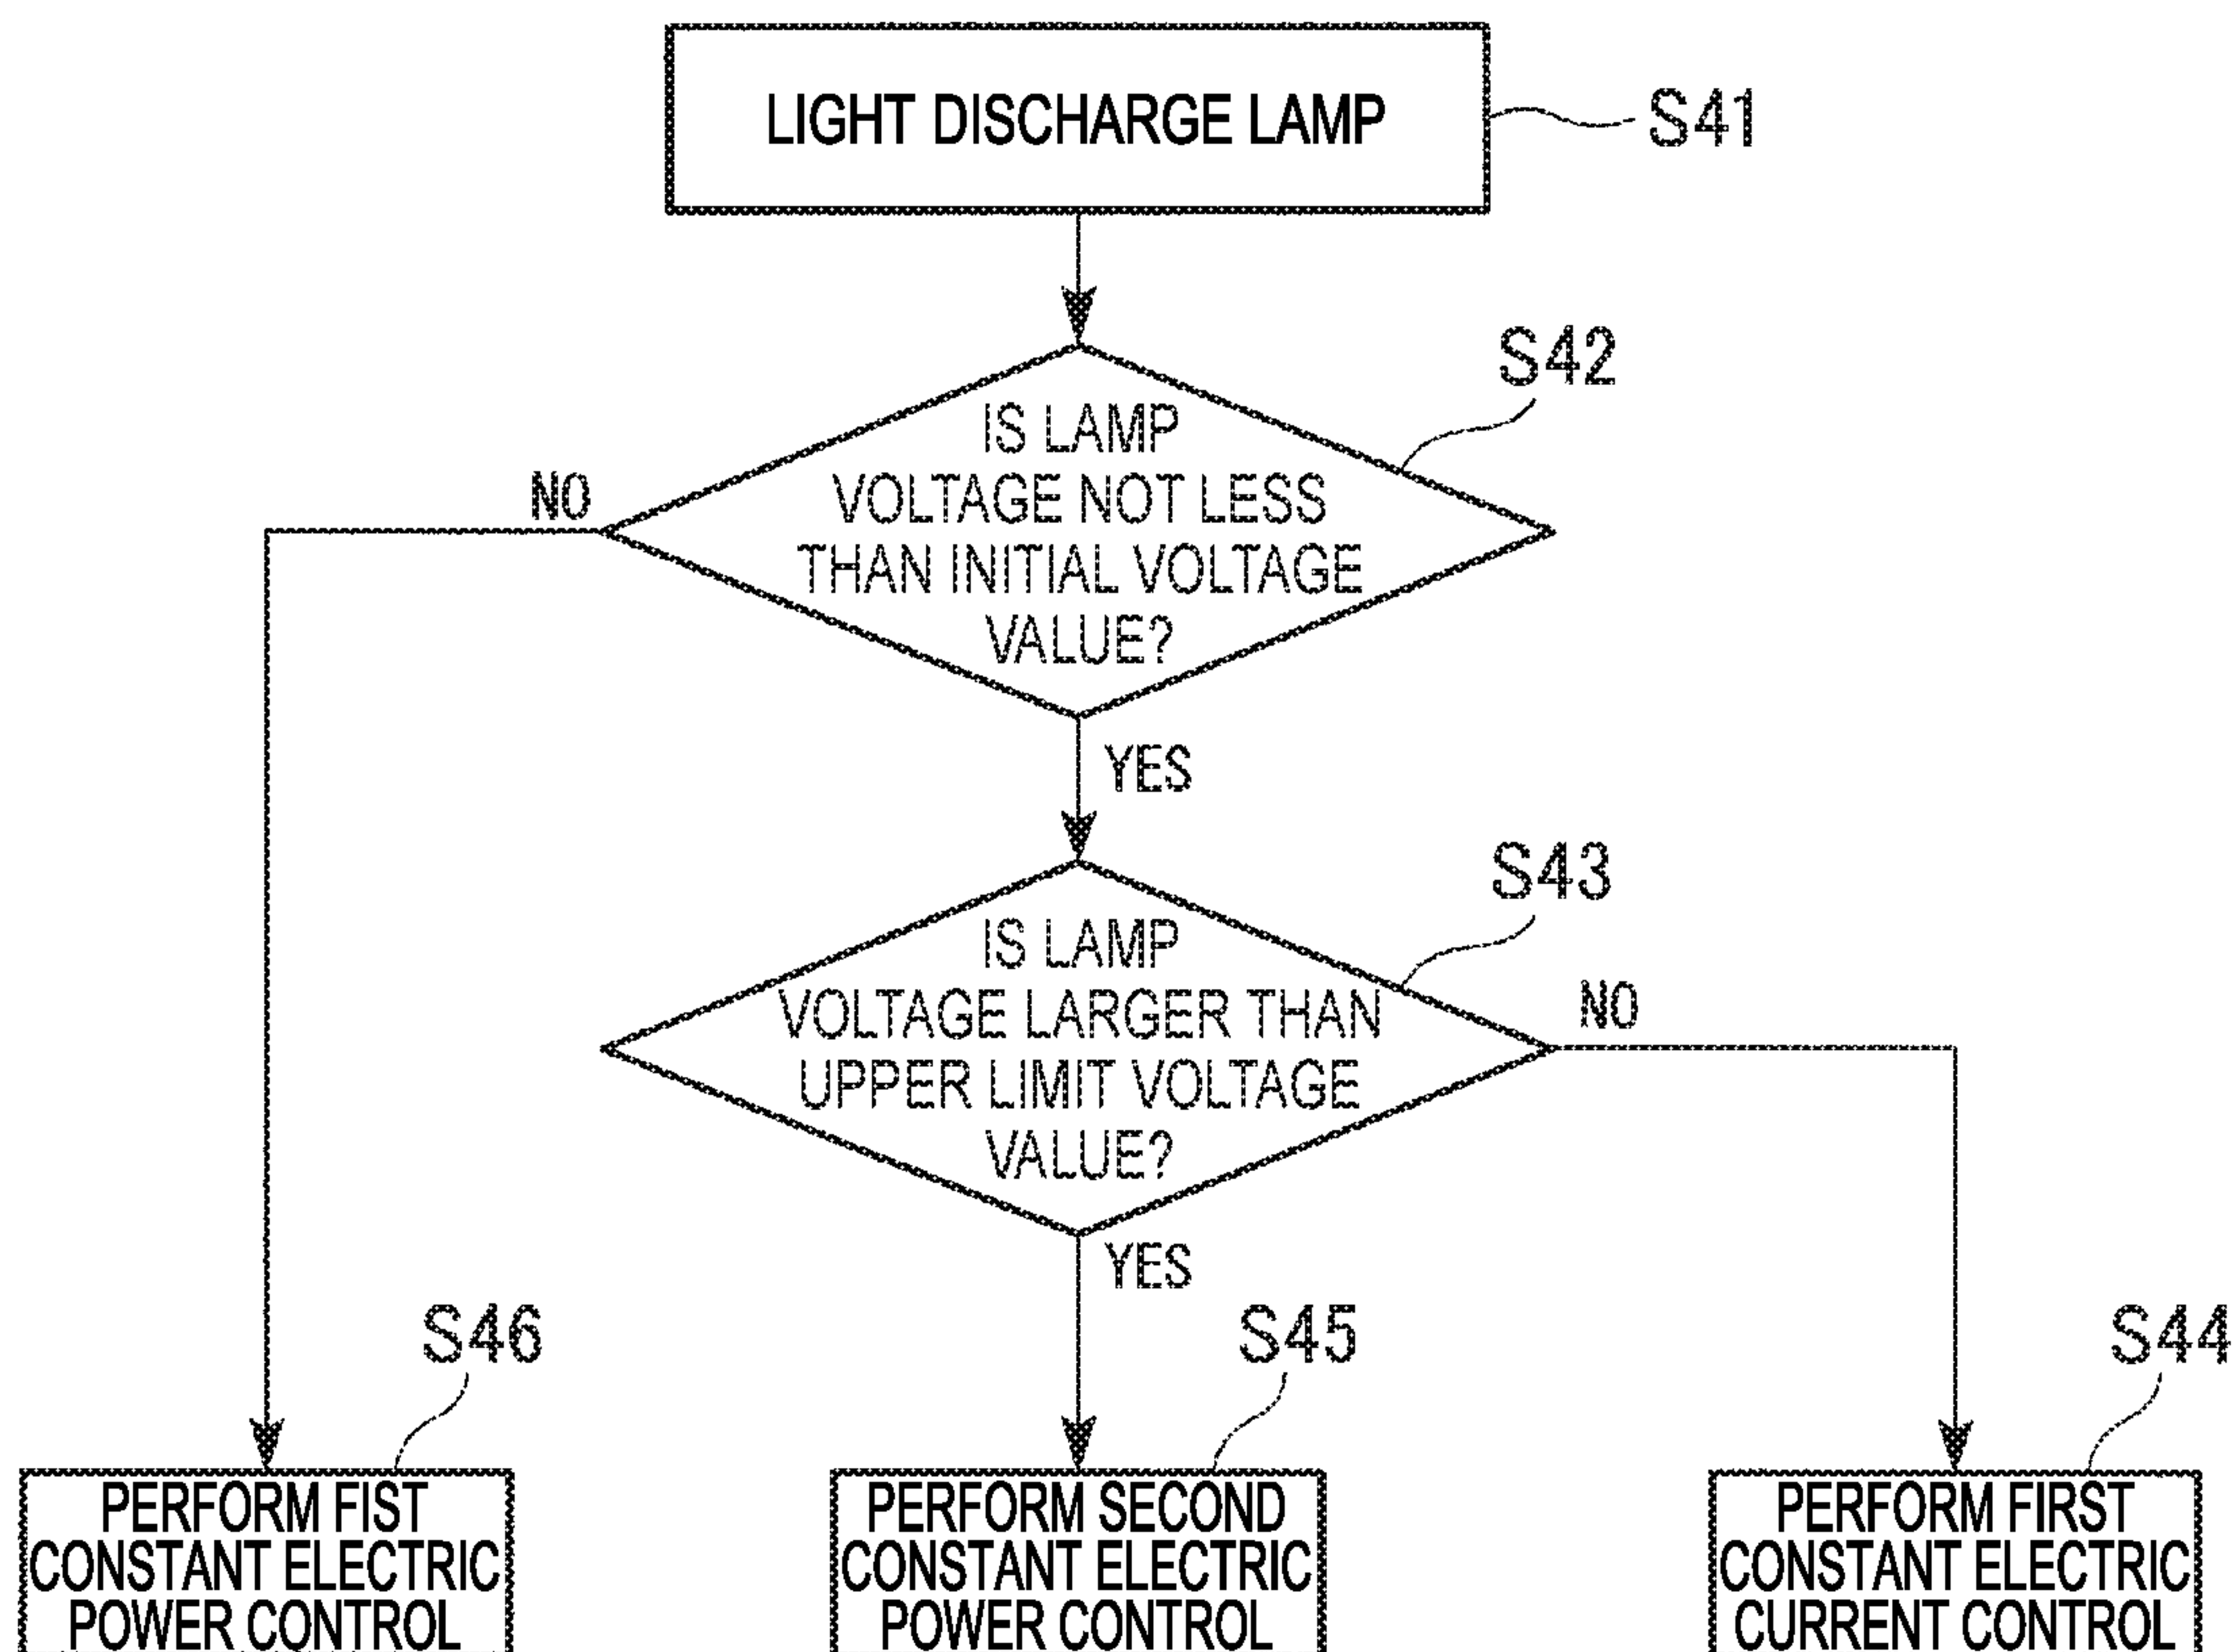 LIGHT DISCHARGE LAMP
S41
S42
IS LAMP
VOLTAGE NOT LESS
THAN INITIAL VOLTAGE
VALUE?
NO
YES
S43
IS LAMP
VOLTAGE LARGER THAN
UPPER LIMIT VOLTAGE
VALUE?
NO
YES
S46
PERFORM FIST
CONSTANT ELECTRIC
POWER CONTROL
S45
PERFORM SECOND
CONSTANT ELECTRIC
POWER CONTROL
S44
PERFORM FIRST
CONSTANT ELECTRIC
CURRENT CONTROL